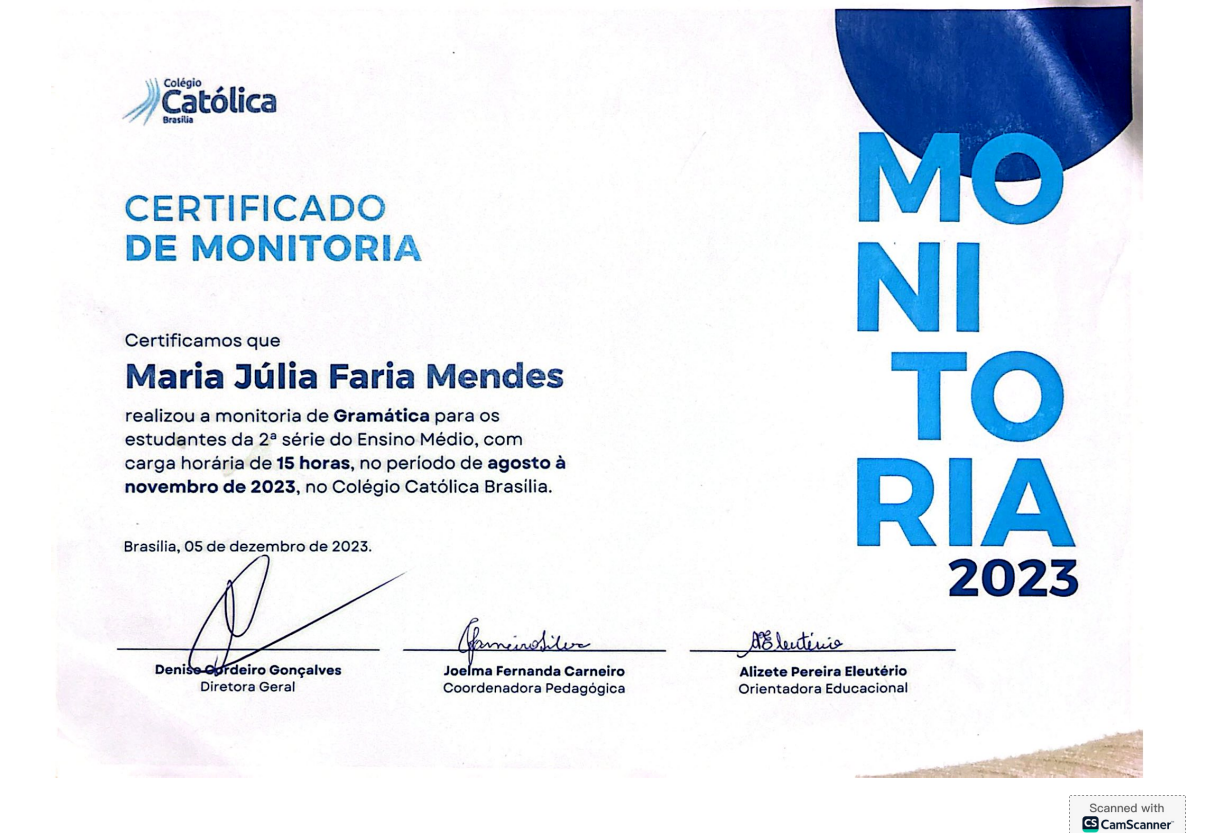 Colégio
Católica
Brasília
CERTIFICADO
DE MONITORIA
Certificamos que
Maria Júlia Faria Mendes
realizou a monitoria de Gramática para os
estudantes da 2ª série do Ensino Médio, com
carga horária de 15 horas, no período de agosto à
novembro de 2023, no Colégio Católica Brasília.
Brasília, 05 de dezembro de 2023.
MO
NI
TO
RIA
2023
Denise Cordeiro Gonçalves
Diretora Geral
JFarneiroSilva
Joelma Fernanda Carneiro
Coordenadora Pedagógica
APEleutério
Alizete Pereira Eleutério
Orientadora Educacional
Scanned with
CS CamScanner